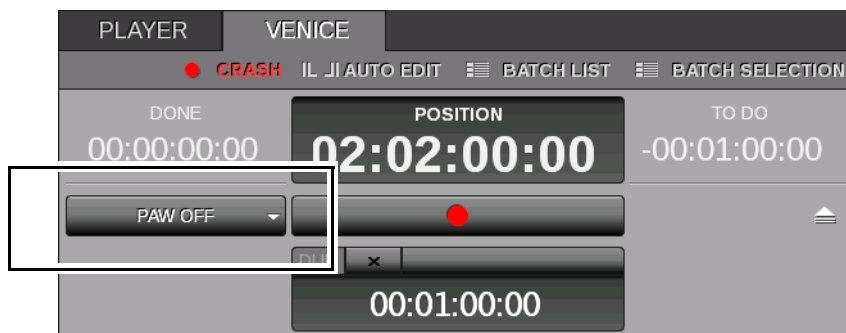 PLAYER VENICE
CRASH AUTO EDIT BATCH LIST BATCH SELECTION
DONE POSITION TO DO
00:00:00:00 02:02:00:00 -00:01:00:00
PAW OFF
00:01:00:00